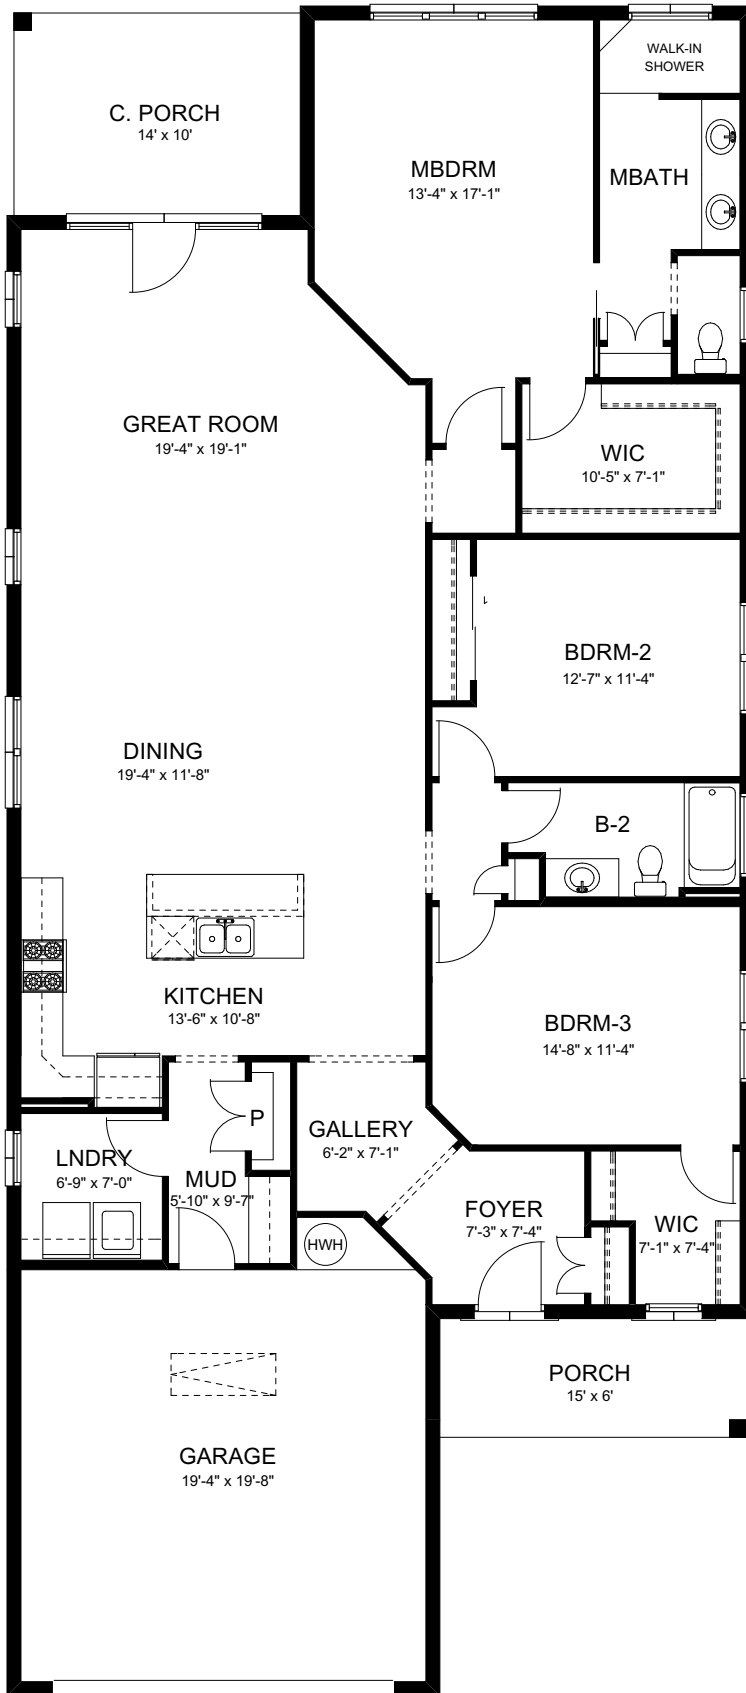 WALK-IN
SHOWER
C. PORCH
14' x 10'
MBDRM
13'-4" x 17'-1"
MBATH
GREAT ROOM
19'-4" x 19'-1"
WIC
10'-5" x 7'-1"
BDRM-2
12'-7" x 11'-4"
DINING
19'-4" x 11'-8"
B-2
KITCHEN
13'-6" x 10'-8"
BDRM-3
14'-8" x 11'-4"
P
GALLERY
6'-2" x 7'-1"
LNDRY
6'-9" x 7'-0"
MUD
5'-10" x 9'-7"
FOYER
7'-3" x 7'-4"
WIC
7'-1" x 7'-4"
HWH
PORCH
15' x 6'
GARAGE
19'-4" x 19'-8"